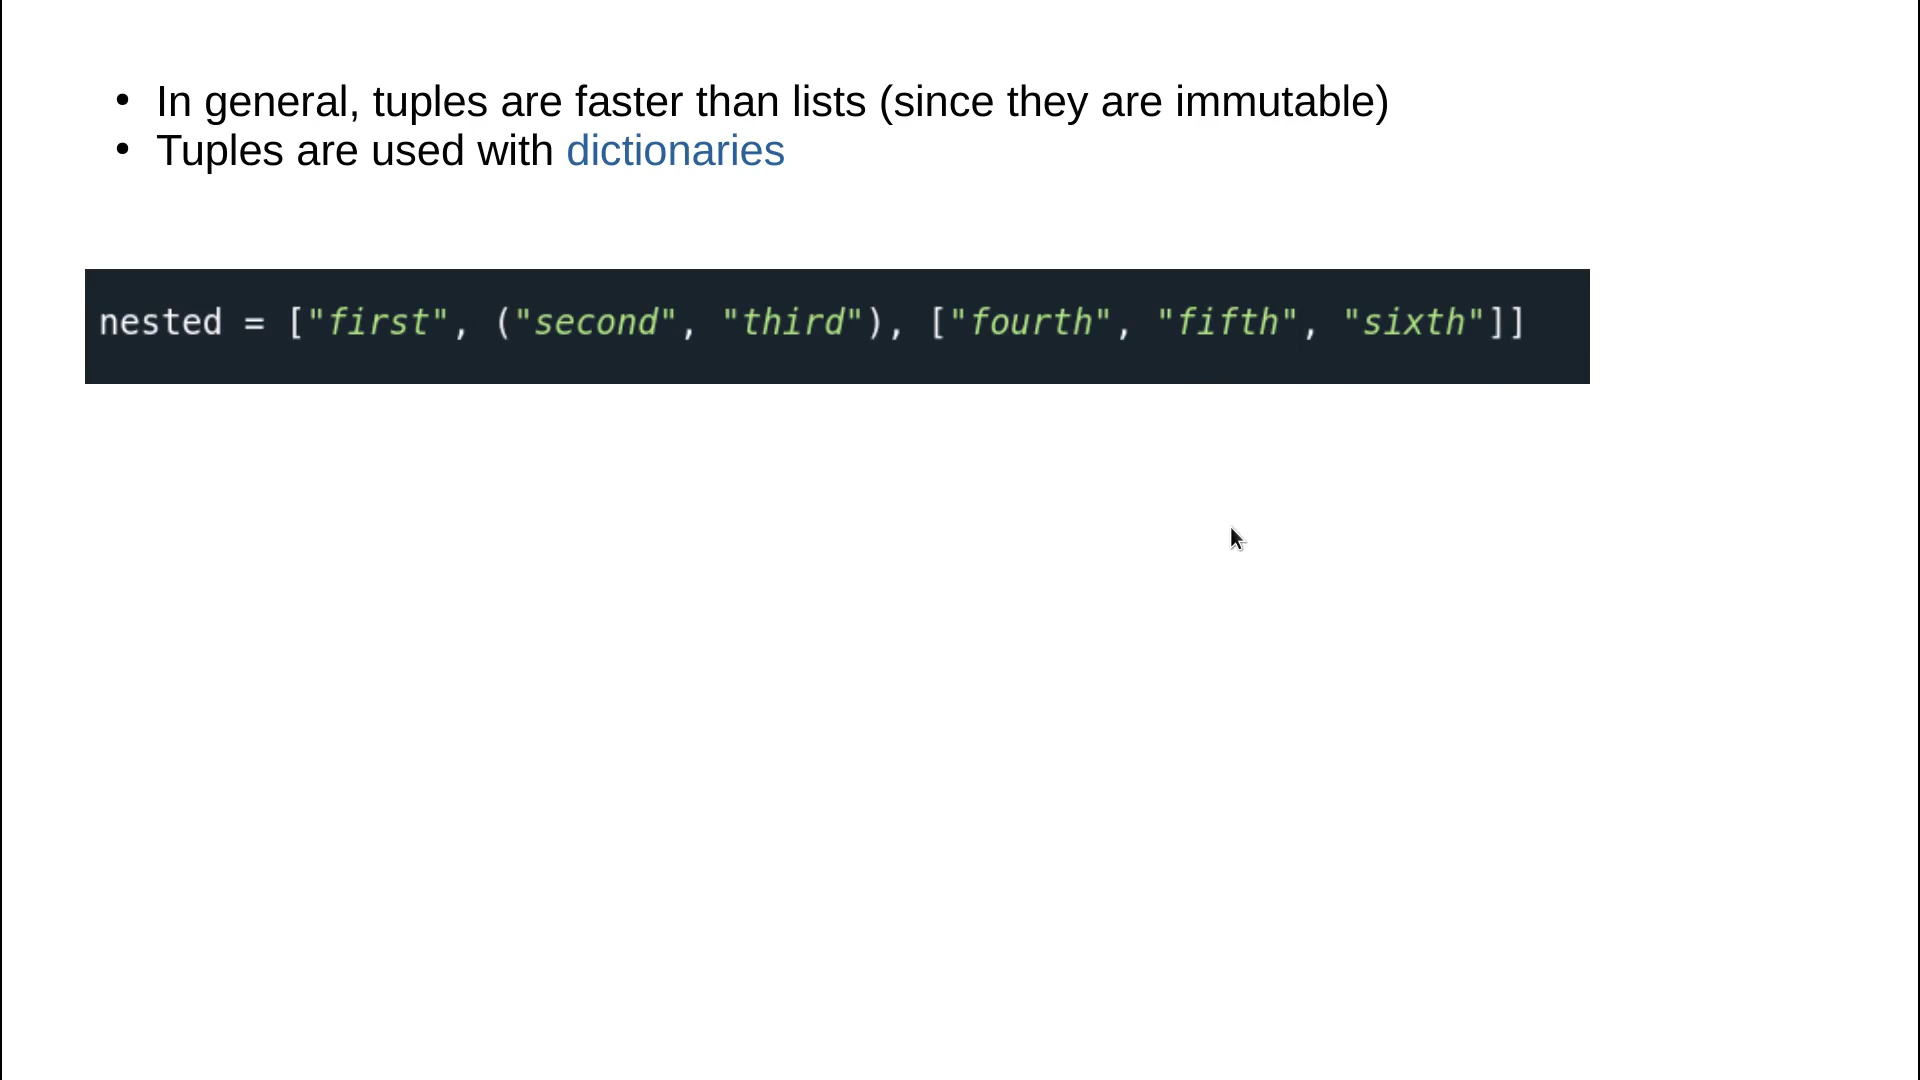 • In general, tuples are faster than lists (since they are immutable)
• Tuples are used with dictionaries
nested = ["first", ("second", "third"), ["fourth", "fifth", "sixth"]]